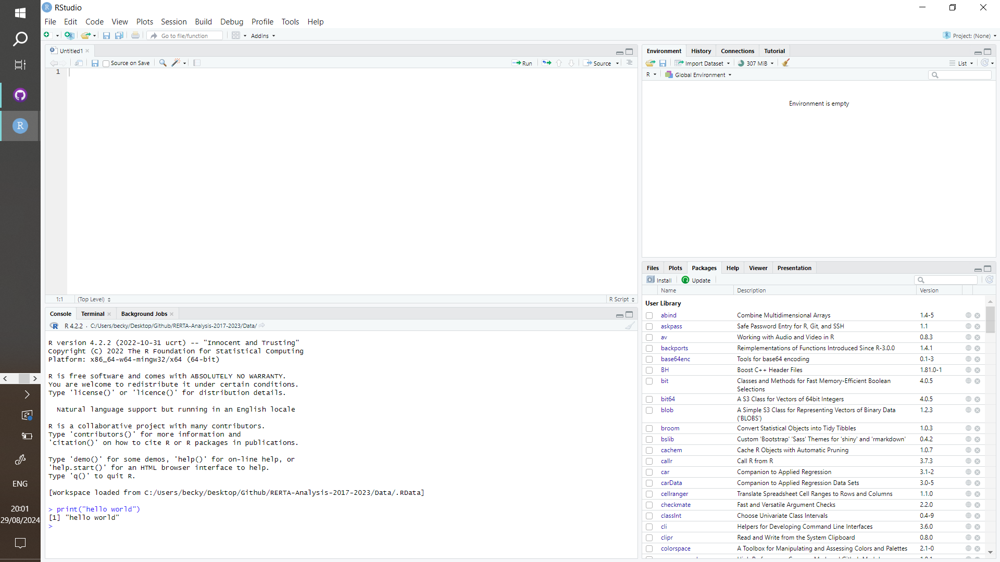 RStudio
File Edit Code View Plots Session Build Debug Profile Tools Help
Go to file/function
Addins
Project: (None)
Untitled1
Source on Save
Run
Source
1
1:1
(Top Level)
R Script
Console Terminal Background Jobs
R 4.2.2 · C:/Users/becky/Desktop/Github/RERTA-Analysis-2017-2023/Data/
R version 4.2.2 (2022-10-31 ucrt) -- "Innocent and Trusting"
Copyright (C) 2022 The R Foundation for Statistical Computing
Platform: x86_64-w64-mingw32/x64 (64-bit)
R is free software and comes with ABSOLUTELY NO WARRANTY.
You are welcome to redistribute it under certain conditions.
Type 'license()' or 'licence()' for distribution details.
Natural language support but running in an English locale
R is a collaborative project with many contributors.
Type 'contributors()' for more information and
'citation()' on how to cite R or R packages in publications.
Type 'demo()' for some demos, 'help()' for on-line help, or
'help.start()' for an HTML browser interface to help.
Type 'q()' to quit R.
[Workspace loaded from C:/Users/becky/Desktop/Github/RERTA-Analysis-2017-2023/Data/.RData]
> print("hello world")
[1] "hello world"
>
Environment History Connections Tutorial
Import Dataset
307 MiB
List
R
Global Environment
Environment is empty
Files Plots Packages Help Viewer Presentation
Install
Update
Name Description Version
User Library
abind Combine Multidimensional Arrays 1.4-5
askpass Safe Password Entry for R, Git, and SSH 1.1
av Working with Audio and Video in R 0.8.3
backports Reimplementations of Functions Introduced Since R-3.0.0 1.4.1
base64enc Tools for base64 encoding 0.1-3
BH Boost C++ Header Files 1.81.0-1
bit Classes and Methods for Fast Memory-Efficient Boolean 4.0.5
Selections
bit64 A S3 Class for Vectors of 64bit Integers 4.0.5
blob A Simple S3 Class for Representing Vectors of Binary Data 1.2.3
('BLOBS')
broom Convert Statistical Objects into Tidy Tibbles 1.0.3
bslib Custom 'Bootstrap' 'Sass' Themes for 'shiny' and 'rmarkdown' 0.4.2
cachem Cache R Objects with Automatic Pruning 1.0.7
callr Call R from R 3.7.3
car Companion to Applied Regression 3.1-2
carData Companion to Applied Regression Data Sets 3.0-5
cellranger Translate Spreadsheet Cell Ranges to Rows and Columns 1.1.0
checkmate Fast and Versatile Argument Checks 2.2.0
classInt Choose Univariate Class Intervals 0.4-9
cli Helpers for Developing Command Line Interfaces 3.6.0
clipr Read and Write from the System Clipboard 0.8.0
colorspace A Toolbox for Manipulating and Assessing Colors and Palettes 2.1-0
ENG
20:01
29/08/2024